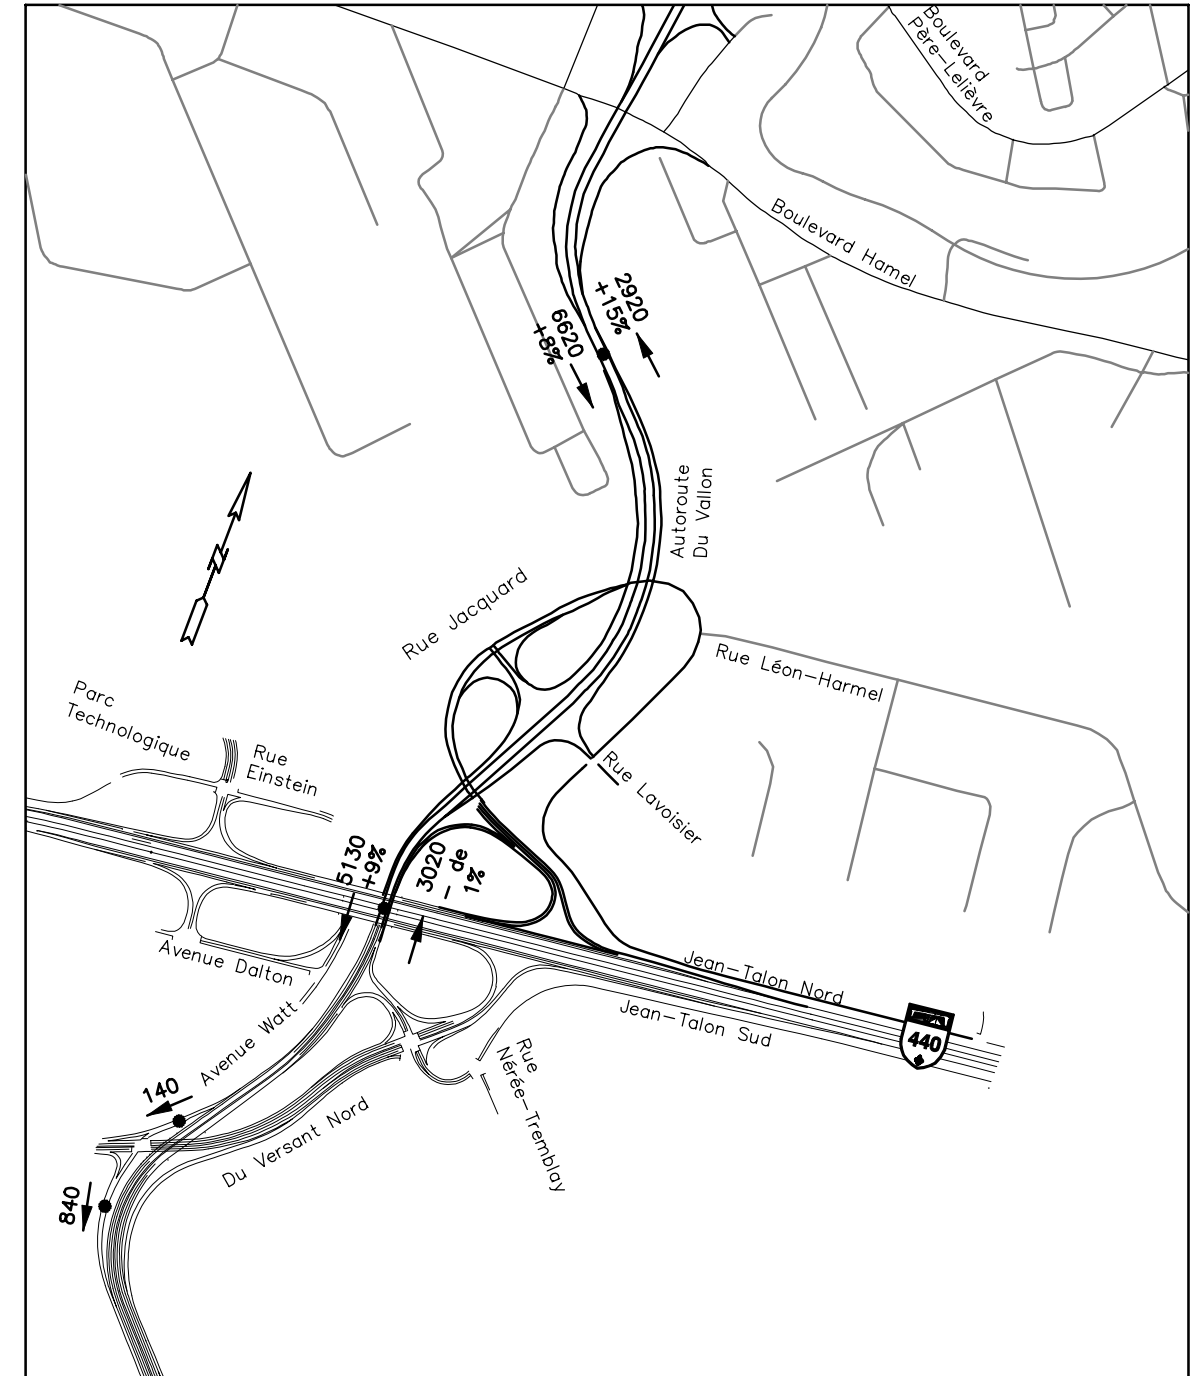 Boulevard
Père-Lelièvre
Boulevard Hamel
2920
+15%
6620
+8%
Autoroute
Du Vallon
Rue Jacquard
Rue Léon-Harmel
Parc
Technologique
Rue
Einstein
Rue Lavoisier
5130
+9%
3020
- de
1%
Avenue Dalton
Jean-Talon Nord
Jean-Talon Sud
440
Avenue Watt
Rue
Nérée-Tremblay
140
Du Versant Nord
840
N